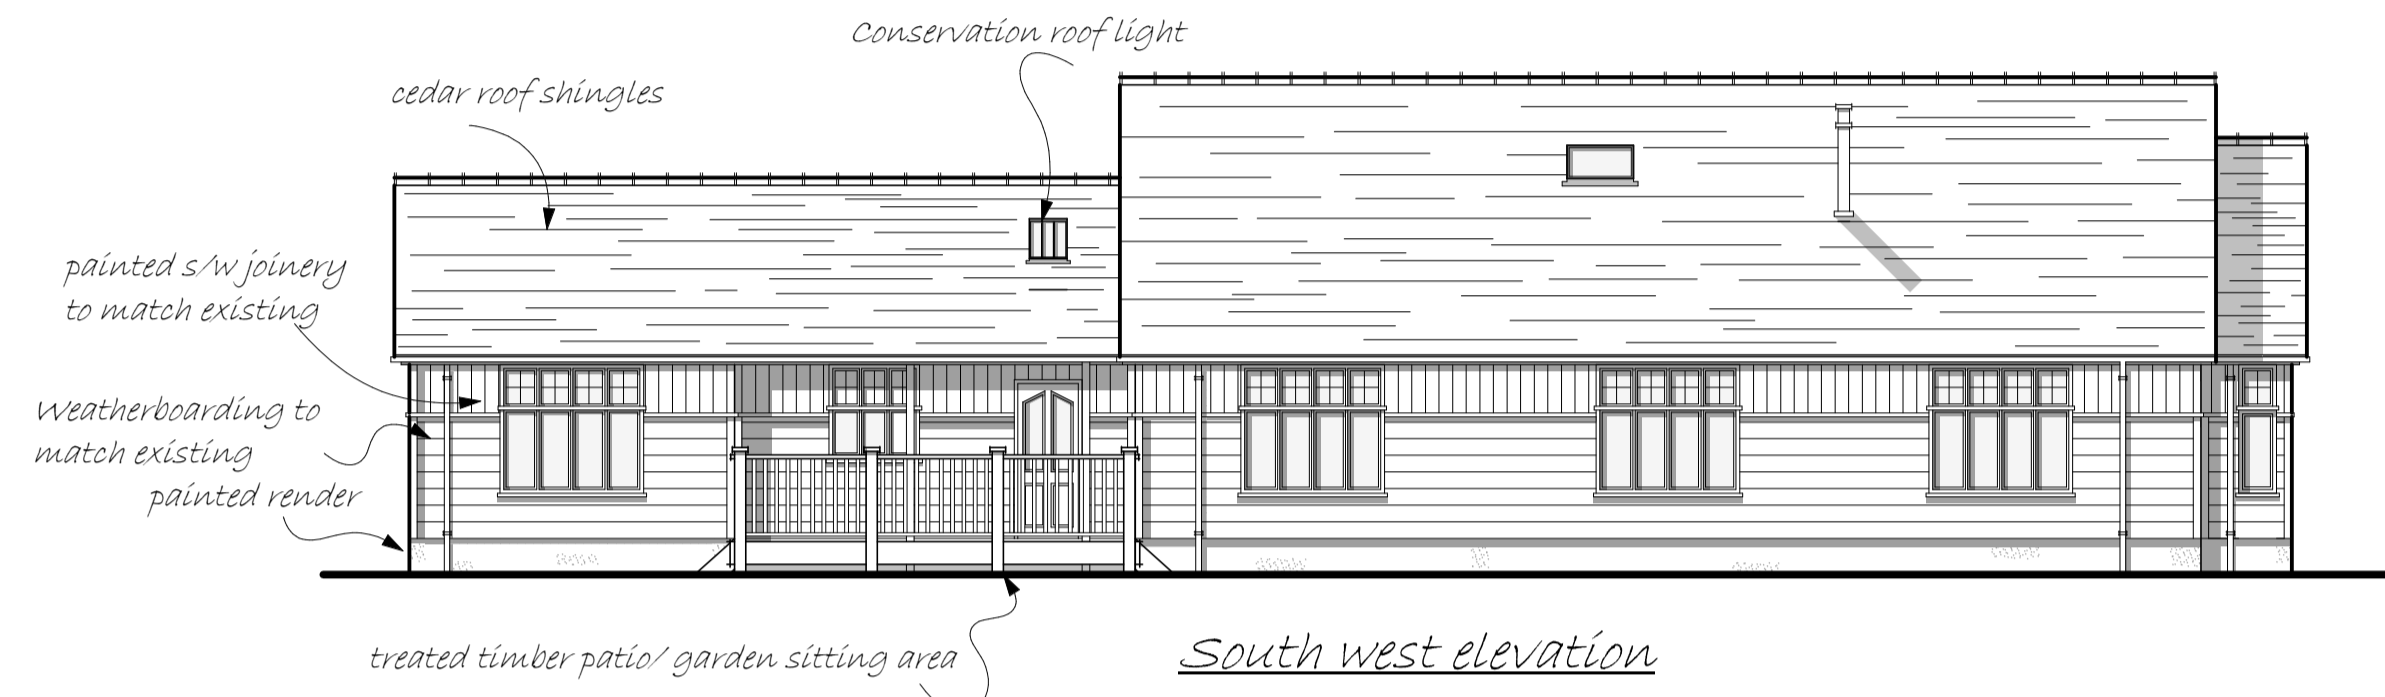 Conservation roof light
cedar roof shingles
painted s/w joinery
to match existing
Weatherboarding to
match existing
painted render
treated timber patio/ garden sitting area
South west elevation